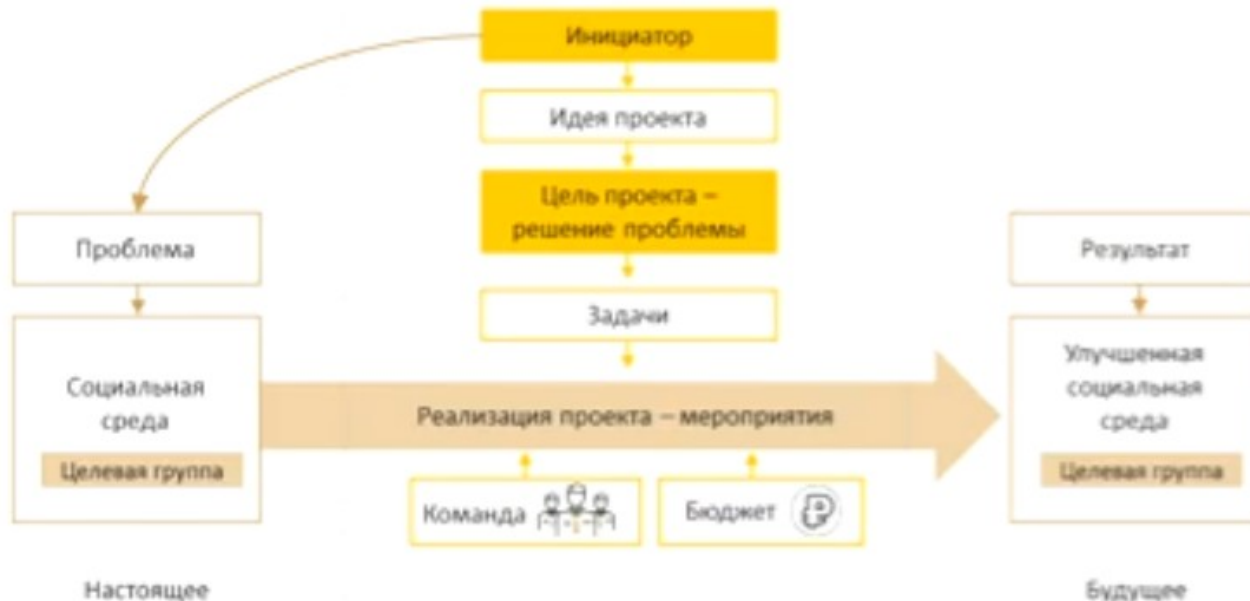 Инициатор
Идея проекта
Цель проекта –
решение проблемы
Проблема
Результат
Задачи
Социальная
среда
Целевая группа
Реализация проекта – мероприятия
Улучшенная
социальная
среда
Целевая группа
Команда
Бюджет
Настоящее
Будущее